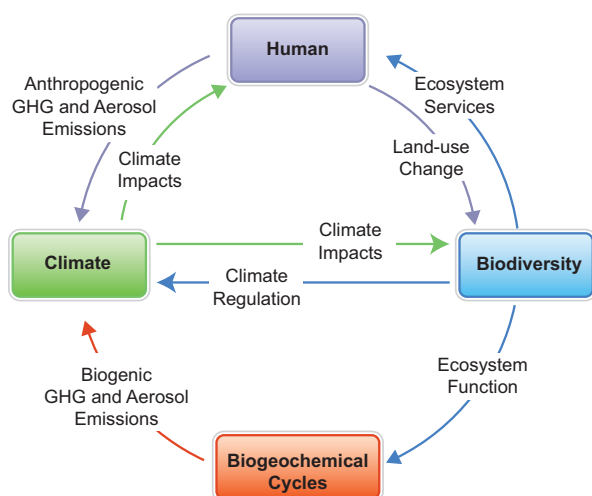 Human
Anthropogenic
GHG and Aerosol
Emissions
Ecosystem
Services
Climate
Impacts
Land-use
Change
Climate
Impacts
Climate
Biodiversity
Climate
Regulation
Biogenic
GHG and Aerosol
Emissions
Ecosystem
Function
Biogeochemical
Cycles